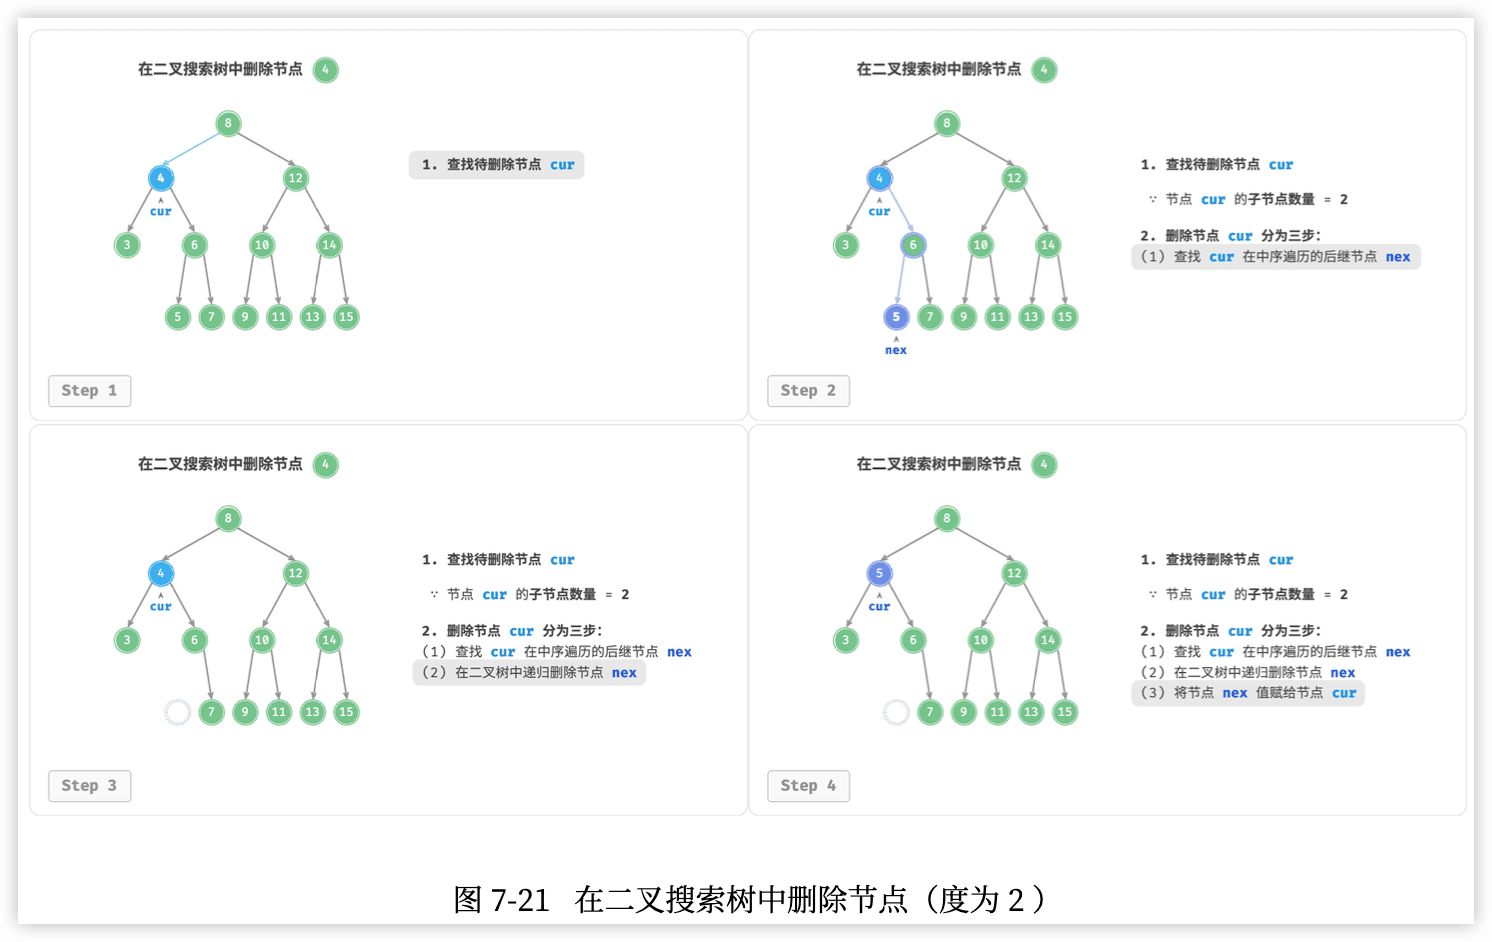 在二叉搜索树中删除节点 4
8
4 12
cur
3 6 10 14
5 7 9 11 13 15
1. 查找待删除节点 cur
Step 1
在二叉搜索树中删除节点 4
8
4 12
cur
3 6 10 14
5 7 9 11 13 15
nex
1. 查找待删除节点 cur
∵ 节点 cur 的子节点数量 = 2
2. 删除节点 cur 分为三步：
(1) 查找 cur 在中序遍历的后继节点 nex
Step 2
在二叉搜索树中删除节点 4
8
4 12
cur
3 6 10 14
7 9 11 13 15
1. 查找待删除节点 cur
∵ 节点 cur 的子节点数量 = 2
2. 删除节点 cur 分为三步：
(1) 查找 cur 在中序遍历的后继节点 nex
(2) 在二叉树中递归删除节点 nex
Step 3
在二叉搜索树中删除节点 4
8
5 12
cur
3 6 10 14
7 9 11 13 15
1. 查找待删除节点 cur
∵ 节点 cur 的子节点数量 = 2
2. 删除节点 cur 分为三步：
(1) 查找 cur 在中序遍历的后继节点 nex
(2) 在二叉树中递归删除节点 nex
(3) 将节点 nex 值赋给节点 cur
Step 4
图 7-21 在二叉搜索树中删除节点（度为 2 ）